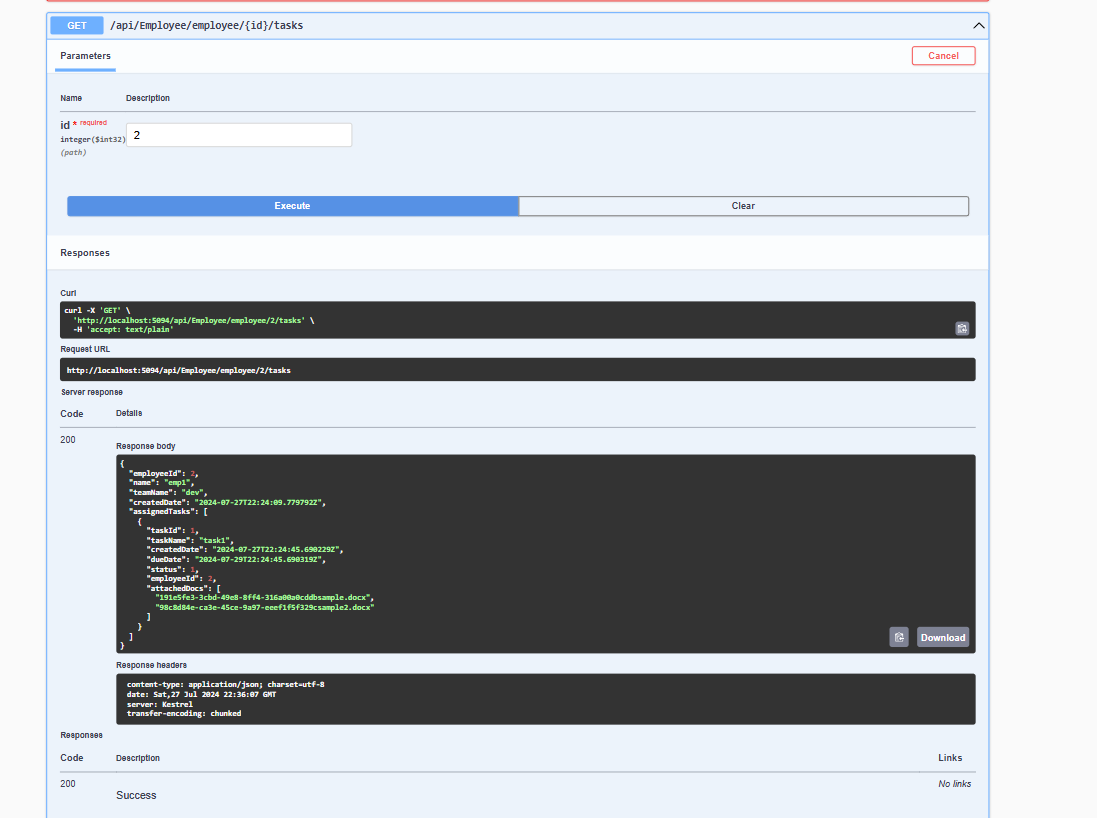 GET /api/Employee/employee/{id}/tasks
Parameters
Cancel
Name Description
id * required
integer($int32)
(path)
2
Execute Clear
Responses
Curl
curl -X 'GET' \
'http://localhost:5094/api/Employee/employee/2/tasks' \
-H 'accept: text/plain'
Request URL
http://localhost:5094/api/Employee/employee/2/tasks
Server response
Code Details
200
Response body
{
"employeeId": 2,
"name": "emp1",
"teamName": "dev",
"createdDate": "2024-07-27T22:24:09.779792Z",
"assignedTasks": [
{
"taskId": 1,
"taskName": "task1",
"createdDate": "2024-07-27T22:24:45.690229Z",
"dueDate": "2024-07-29T22:24:45.690319Z",
"status": 1,
"employeeId": 2,
"attachedDocs": [
"191e5fe3-3cbd-49e8-8ff4-316a00a0cddbsample.docx",
"98c8d84e-ca3e-45ce-9a97-eeef1f5f329csample2.docx"
]
}
]
}
Download
Response headers
content-type: application/json; charset=utf-8
date: Sat,27 Jul 2024 22:36:07 GMT
server: Kestrel
transfer-encoding: chunked
Responses
Code Description Links
200
Success
No links